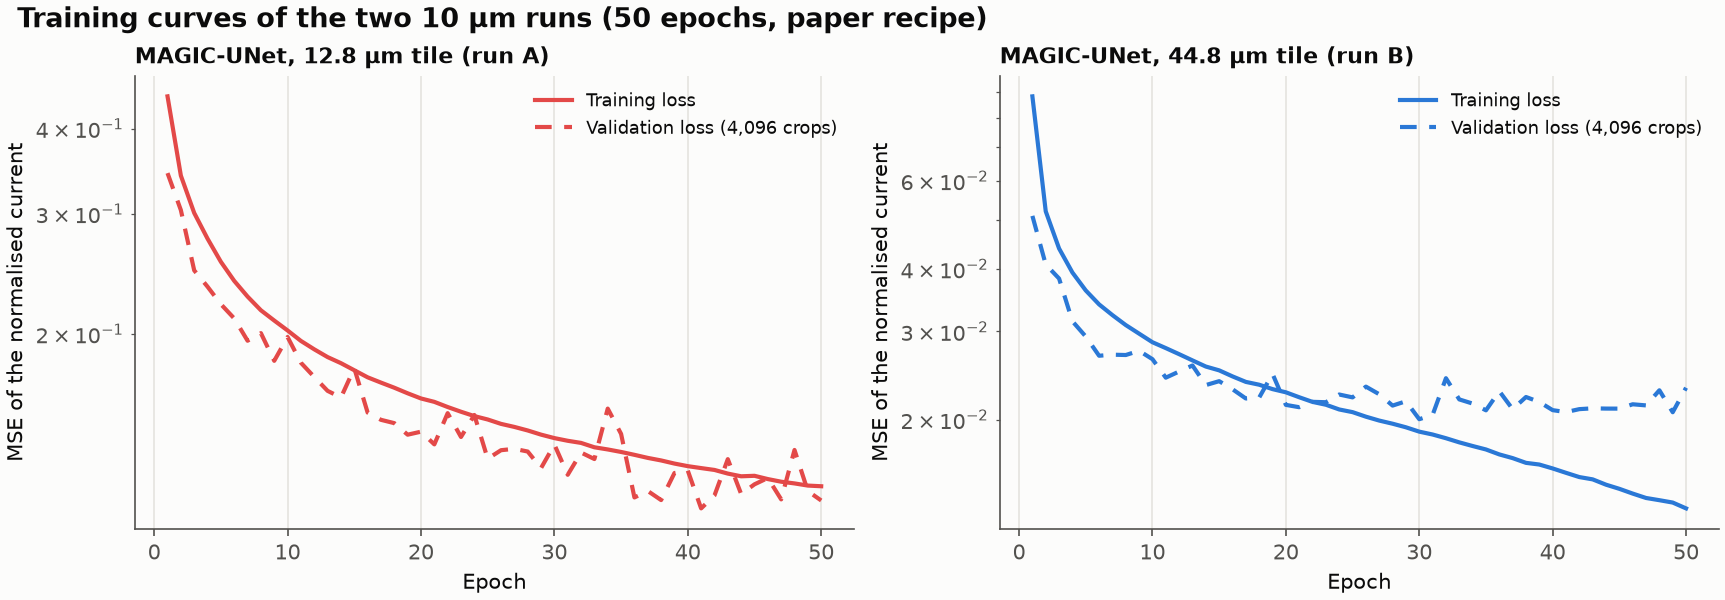 Training curves of the two 10 µm runs (50 epochs, paper recipe)
MAGIC-UNet, 12.8 µm tile (run A)
Training loss
Validation loss (4,096 crops)
MSE of the normalised current
4 × 10⁻¹
3 × 10⁻¹
2 × 10⁻¹
0 10 20 30 40 50
Epoch
MAGIC-UNet, 44.8 µm tile (run B)
Training loss
Validation loss (4,096 crops)
MSE of the normalised current
6 × 10⁻²
4 × 10⁻²
3 × 10⁻²
2 × 10⁻²
0 10 20 30 40 50
Epoch